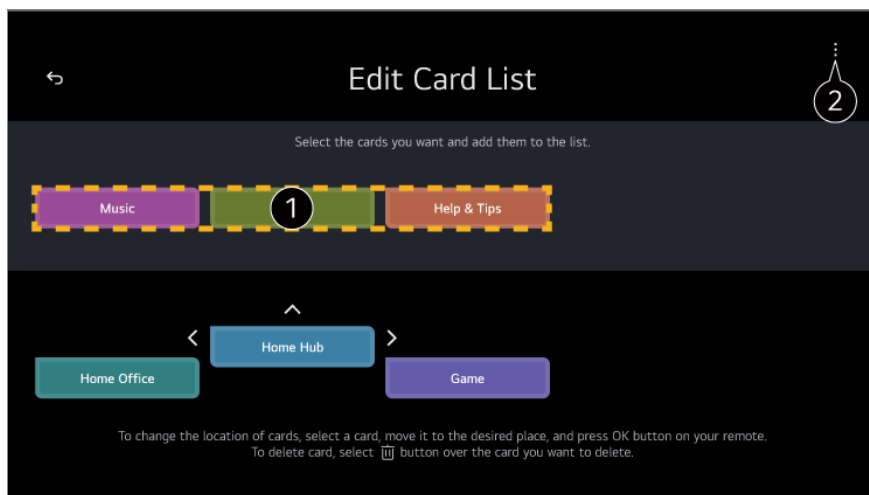 Edit Card List
2
Select the cards you want and add them to the list.
Music
1
Help & Tips
Home Hub
Home Office
Game
To change the location of cards, select a card, move it to the desired place, and press OK button on your remote.
To delete card, select button over the card you want to delete.